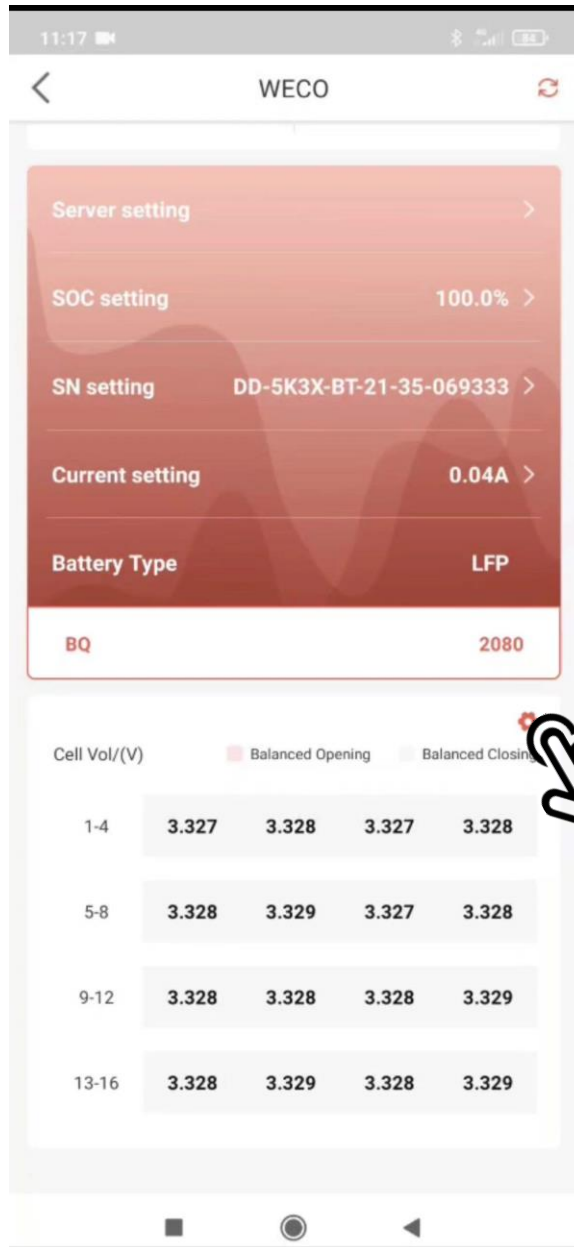 11:17
84
WECO
Server setting
SOC setting 100.0%
SN setting DD-5K3X-BT-21-35-069333
Current setting 0.04A
Battery Type LFP
BQ 2080
Cell Vol/(V) Balanced Opening Balanced Closing
1-4 3.327 3.328 3.327 3.328
5-8 3.328 3.329 3.327 3.328
9-12 3.328 3.328 3.328 3.329
13-16 3.328 3.329 3.328 3.329